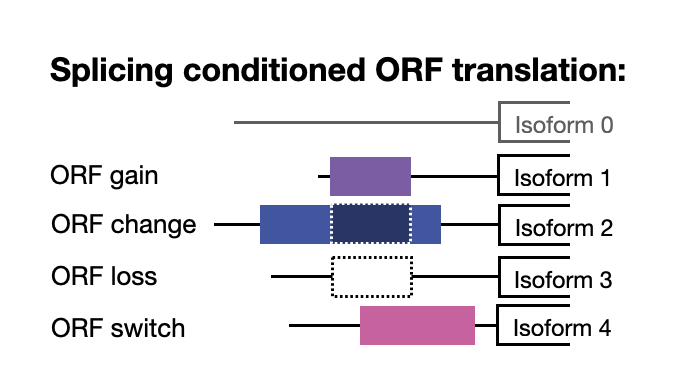 Splicing conditioned ORF translation:
Isoform 0
ORF gain Isoform 1
ORF change Isoform 2
ORF loss Isoform 3
ORF switch Isoform 4